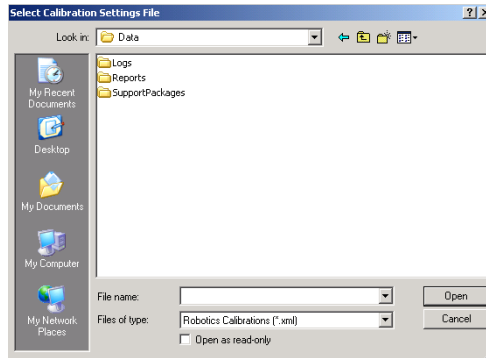 Select Calibration Settings File
Look in:
Data
Logs
Reports
SupportPackages
My Recent
Documents
Desktop
My Documents
My Computer
My Network
Places
File name:
Open
Files of type:
Robotics Calibrations (*.xml)
Cancel
Open as read-only